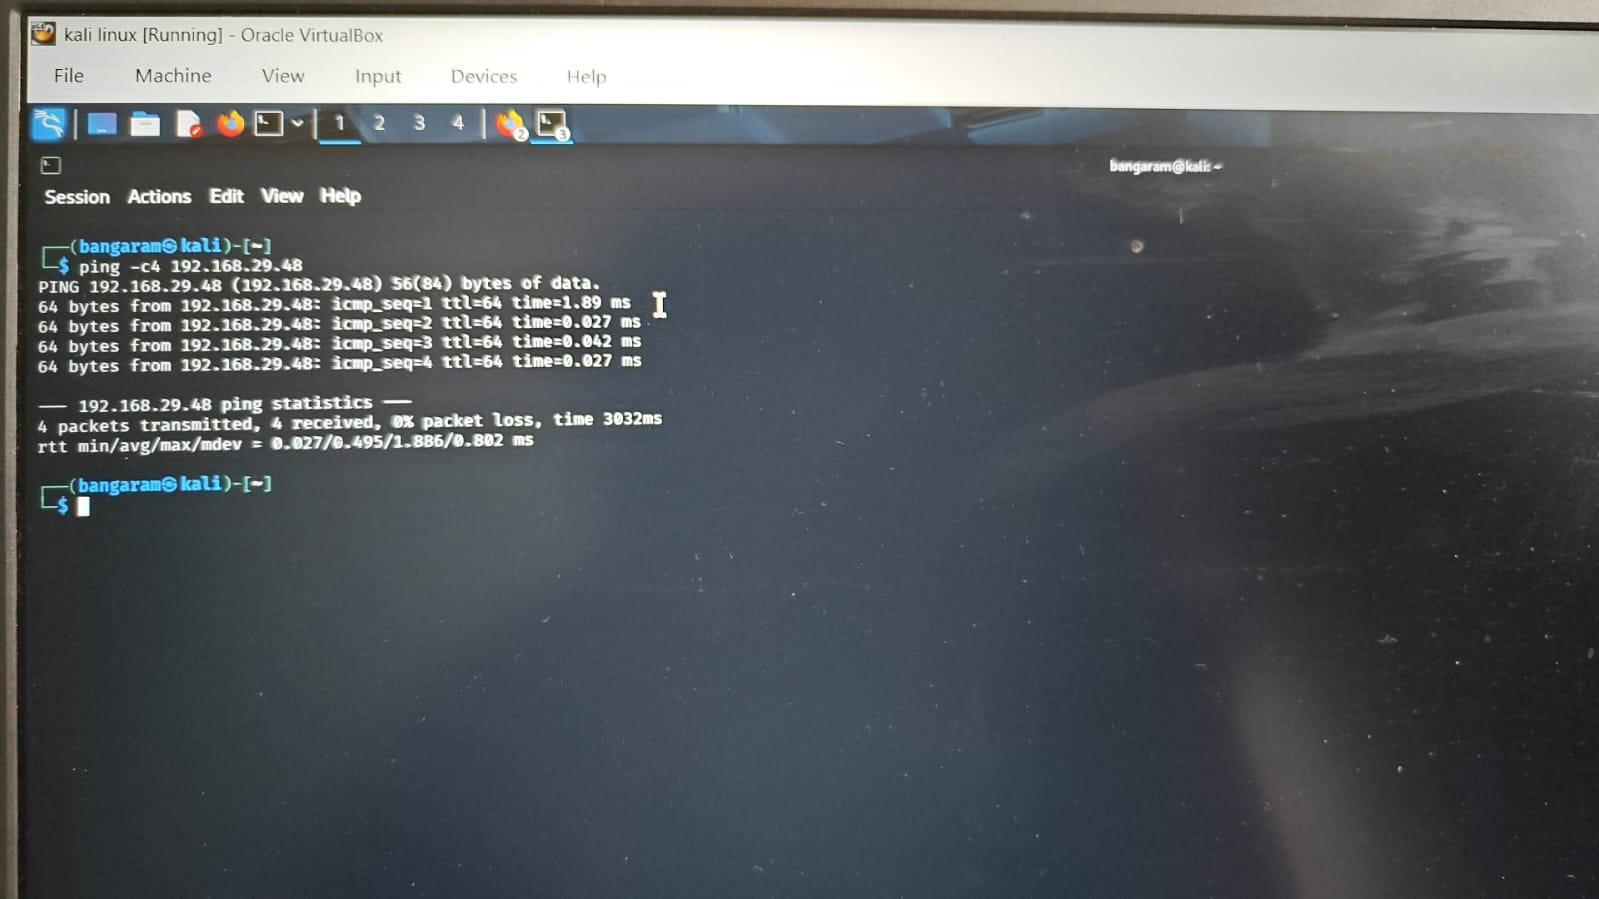 kali linux [Running] - Oracle VirtualBox
File Machine View Input Devices Help
1 2 3 4 2 3
bangaram@kali: ~
Session Actions Edit View Help
┌──(bangaram㉿kali)-[~]
└─$ ping -c4 192.168.29.48
PING 192.168.29.48 (192.168.29.48) 56(84) bytes of data.
64 bytes from 192.168.29.48: icmp_seq=1 ttl=64 time=1.89 ms
64 bytes from 192.168.29.48: icmp_seq=2 ttl=64 time=0.027 ms
64 bytes from 192.168.29.48: icmp_seq=3 ttl=64 time=0.042 ms
64 bytes from 192.168.29.48: icmp_seq=4 ttl=64 time=0.027 ms
--- 192.168.29.48 ping statistics ---
4 packets transmitted, 4 received, 0% packet loss, time 3032ms
rtt min/avg/max/mdev = 0.027/0.495/1.886/0.802 ms
┌──(bangaram㉿kali)-[~]
└─$